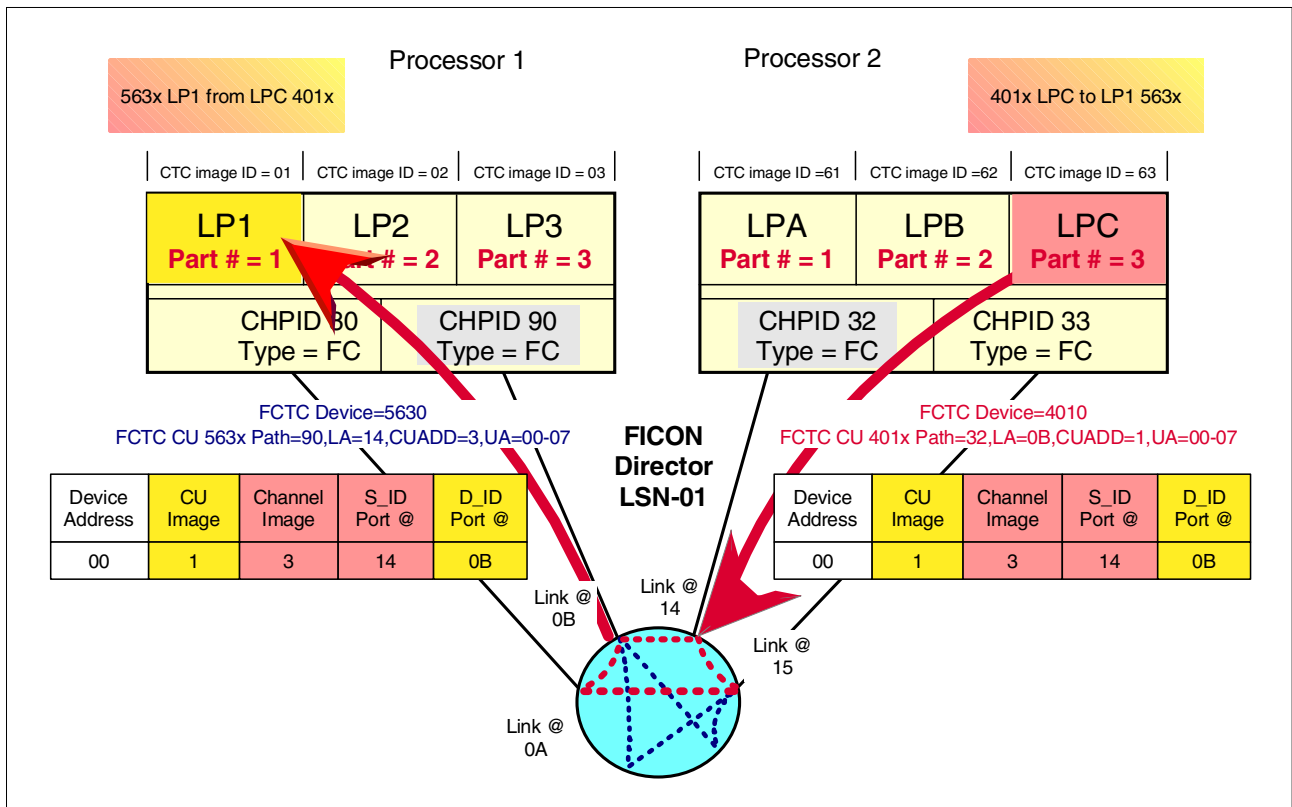 Processor 1
Processor 2
563x LP1 from LPC 401x
401x LPC to LP1 563x
CTC image ID = 01
CTC image ID = 02
CTC image ID = 03
CTC image ID =61
CTC image ID =62
CTC image ID = 63
LP1
Part # = 1
LP2
Part # = 2
LP3
Part # = 3
LPA
Part # = 1
LPB
Part # = 2
LPC
Part # = 3
CHPID 80
Type = FC
CHPID 90
Type = FC
CHPID 32
Type = FC
CHPID 33
Type = FC
FCTC Device=5630
FCTC CU 563x Path=90,LA=14,CUADD=3,UA=00-07
FICON
Director
LSN-01
FCTC Device=4010
FCTC CU 401x Path=32,LA=0B,CUADD=1,UA=00-07
Device Address
CU Image
Channel Image
S_ID Port @
D_ID Port @
00 1 3 14 0B
Device Address
CU Image
Channel Image
S_ID Port @
D_ID Port @
00 1 3 14 0B
Link @
0B
Link @
14
Link @
15
Link @
0A